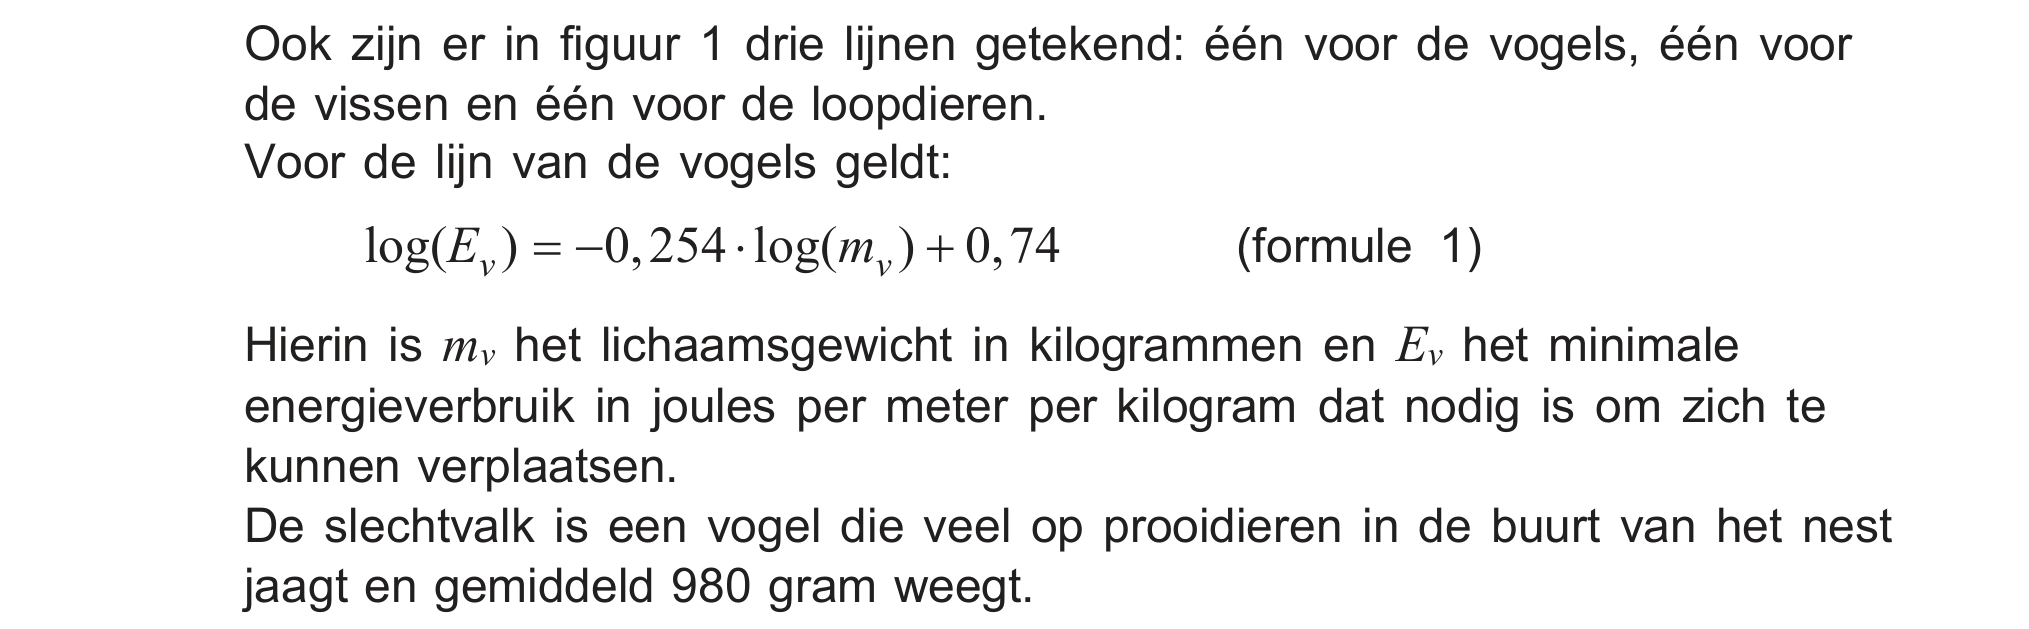 Ook zijn er in figuur 1 drie lijnen getekend: één voor de vogels, één voor
de vissen en één voor de loopdieren.
Voor de lijn van de vogels geldt:
log(E_v) = −0,254 · log(m_v) + 0,74 (formule 1)
Hierin is m_v het lichaamsgewicht in kilogrammen en E_v het minimale
energieverbruik in joules per meter per kilogram dat nodig is om zich te
kunnen verplaatsen.
De slechtvalk is een vogel die veel op prooidieren in de buurt van het nest
jaagt en gemiddeld 980 gram weegt.